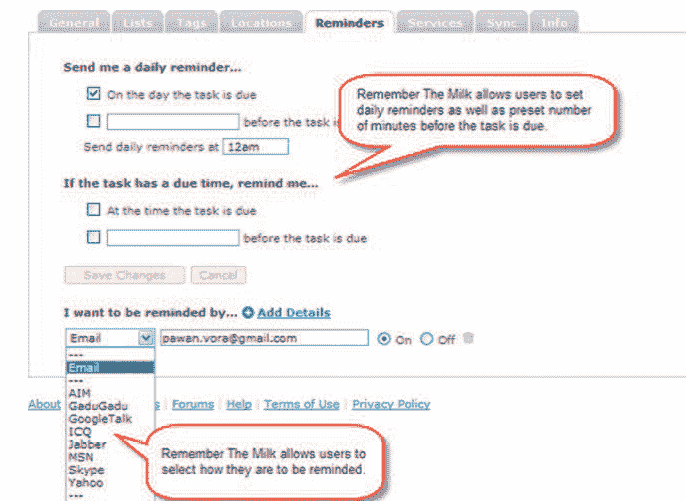 General Lists Tags Locations Reminders Services Sync Info
Send me a daily reminder...
On the day the task is due
before the task i
Send daily reminders at 12am
Remember The Milk allows users to set
daily reminders as well as preset number
of minutes before the task is due.
If the task has a due time, remind me...
At the time the task is due
before the task is due
Save Changes Cancel
I want to be reminded by... Add Details
Email pawan.vora@gmail.com On Off
---
Email
---
AIM
GaduGadu
GoogleTalk
ICQ
Jabber
MSN
Skype
Yahoo
---
About s Forums Help Terms of Use Privacy Policy
Remember The Milk allows users to
select how they are to be reminded.